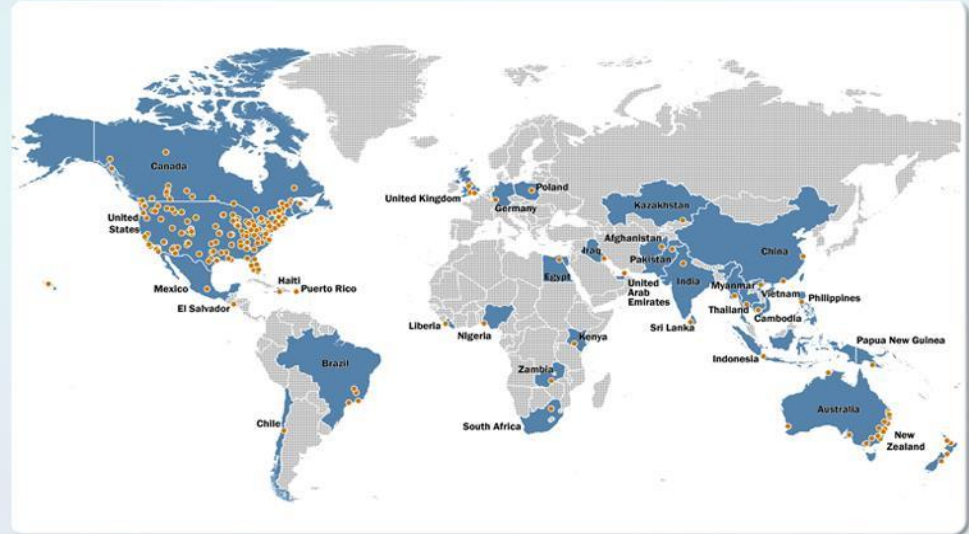 Canada
United
States
Mexico
Haiti
Puerto Rico
El Salvador
Brazil
Chile
United Kingdom
Poland
Germany
Kazakhstan
Afghanistan
Iraq
Pakistan
China
Egypt
United
Arab
Emirates
India
Myanmar
Vietnam
Philippines
Thailand
Cambodia
Sri Lanka
Liberia
Nigeria
Kenya
Indonesia
Papua New Guinea
Zambia
South Africa
Australia
New
Zealand